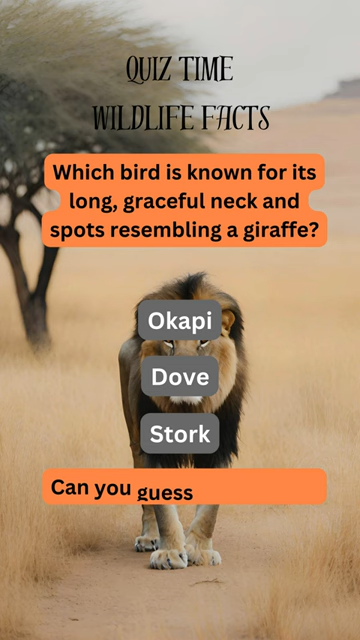 QUIZ TIME
WILDLIFE FACTS
Which bird is known for its
long, graceful neck and
spots resembling a giraffe?
Okapi
Dove
Stork
Can you guess